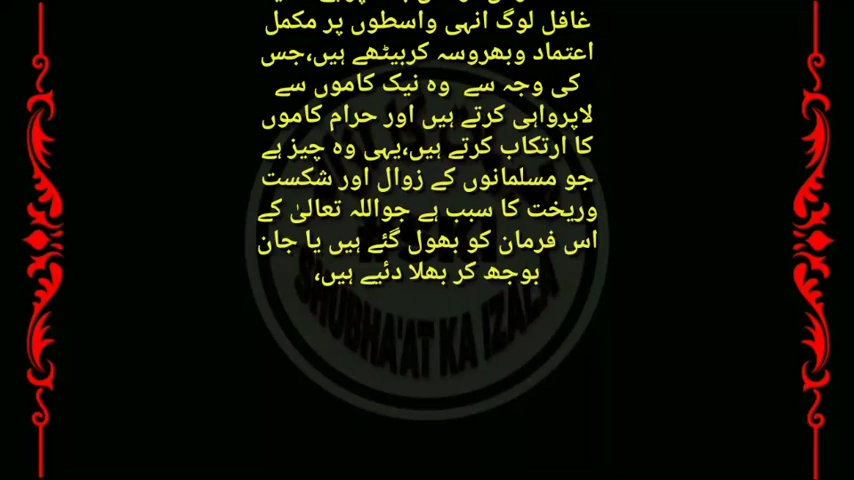 غافل لوگ انہی واسطوں پر مکمل
اعتماد وبھروسہ کربیٹھے ہیں،جس
کی وجہ سے وہ نیک کاموں سے
لاپرواہی کرتے ہیں اور حرام کاموں
کا ارتکاب کرتے ہیں،یہی وہ چیز ہے
جو مسلمانوں کے زوال اور شکست
وریخت کا سبب ہے جواللہ تعالیٰ کے
اس فرمان کو بھول گئے ہیں یا جان
بوجھ کر بھلا دئیے ہیں،
SHUBHA'AT KA IZALA